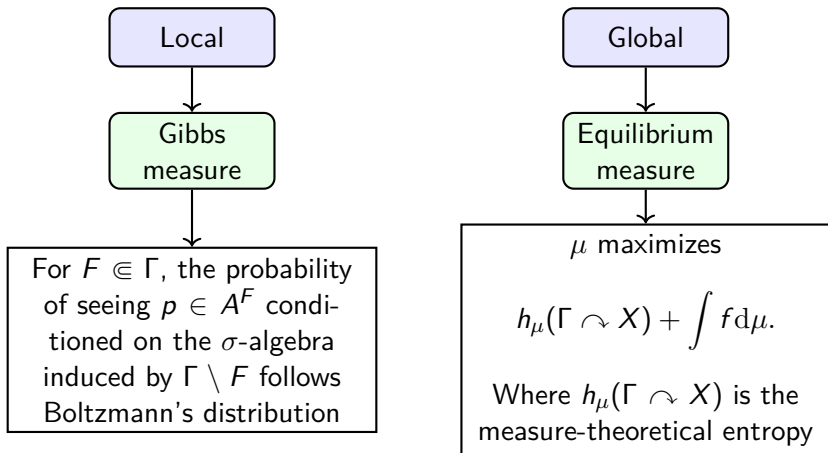 Local
Gibbs
measure
For F ⋐ Γ, the probability
of seeing p ∈ A^F condi-
tioned on the σ-algebra
induced by Γ \ F follows
Boltzmann's distribution
Global
Equilibrium
measure
μ maximizes
h_μ(Γ ↷ X) + ∫ f dμ.
Where h_μ(Γ ↷ X) is the
measure-theoretical entropy